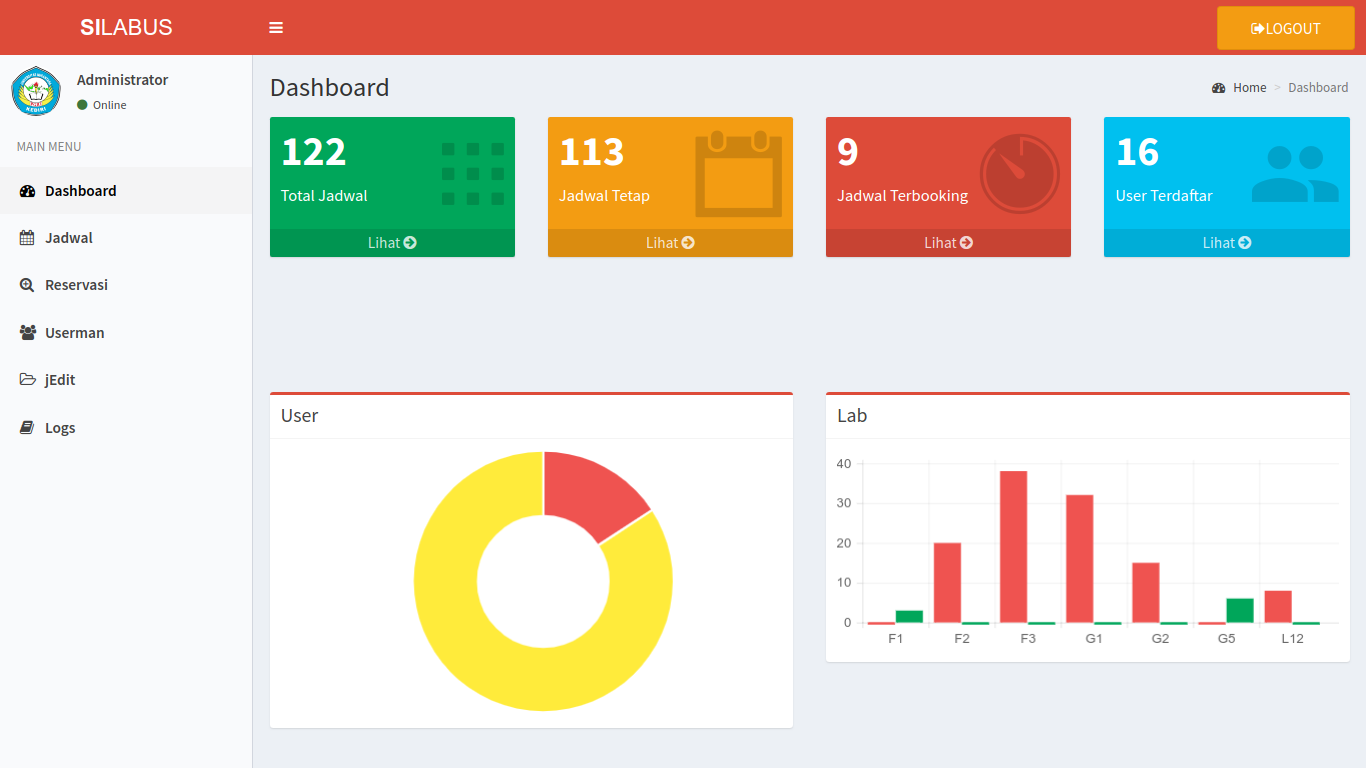 SILABUS
LOGOUT
Administrator
Online
MAIN MENU
Dashboard
Jadwal
Reservasi
Userman
jEdit
Logs
Dashboard
Home > Dashboard
122
Total Jadwal
Lihat
113
Jadwal Tetap
Lihat
9
Jadwal Terbooking
Lihat
16
User Terdaftar
Lihat
User
Lab
40
30
20
10
0
F1 F2 F3 G1 G2 G5 L12